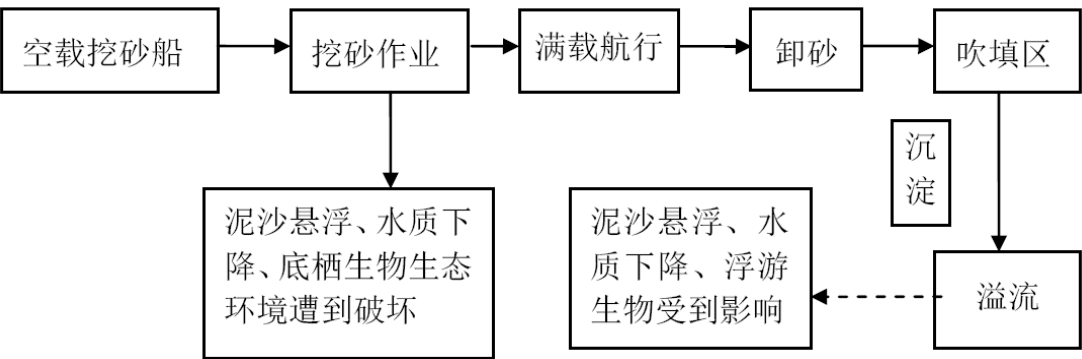 空载挖砂船
挖砂作业
满载航行
卸砂
吹填区
沉
淀
泥沙悬浮、水质下
降、底栖生物生态
环境遭到破坏
泥沙悬浮、水
质下降、浮游
生物受到影响
溢流